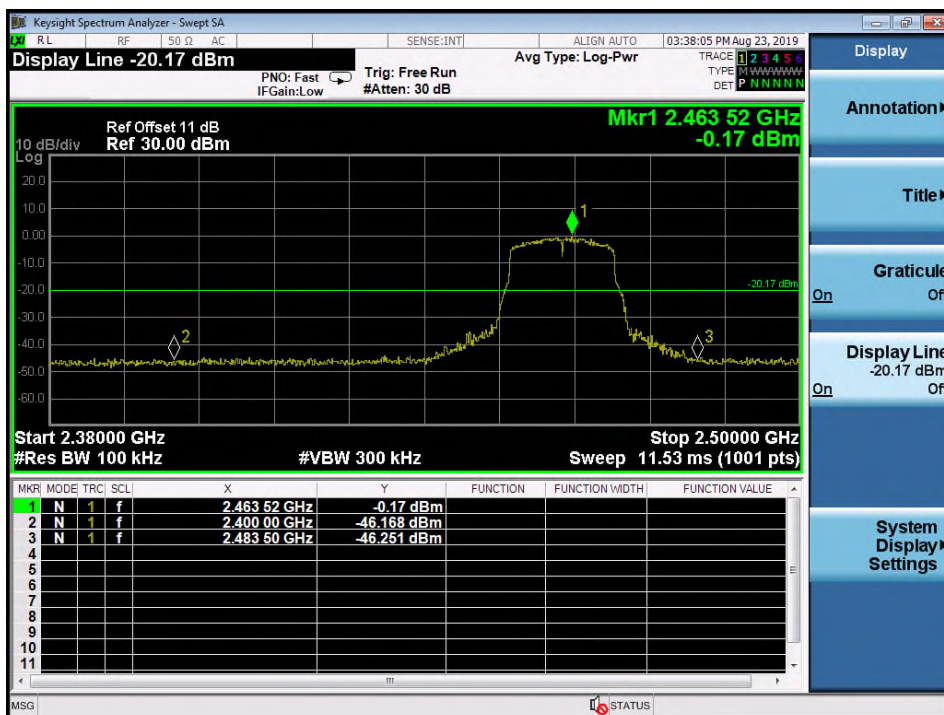 Keysight Spectrum Analyzer - Swept SA
LXI RL RF 50 Ω AC SENSE:INT ALIGN AUTO 03:38:05 PM Aug 23, 2019
Display Line -20.17 dBm
Avg Type: Log-Pwr
PNO: Fast
IFGain:Low
Trig: Free Run
#Atten: 30 dB
TRACE 1 2 3 4 5 6
TYPE M WWWWW
DET P N N N N N
Display
Annotation
Title
Graticule
On Off
Display Line
-20.17 dBm
On Off
System
Display
Settings
Mkr1 2.463 52 GHz
-0.17 dBm
Ref Offset 11 dB
10 dB/div Ref 30.00 dBm
Log
20.0
10.0
0.00
-10.0
-20.0
-30.0
-40.0
-50.0
-60.0
1
-20.17 dBm
2
3
Start 2.38000 GHz Stop 2.50000 GHz
#Res BW 100 kHz #VBW 300 kHz Sweep 11.53 ms (1001 pts)
MKR MODE TRC SCL X Y FUNCTION FUNCTION WIDTH FUNCTION VALUE
1 N 1 f 2.463 52 GHz -0.17 dBm
2 N 1 f 2.400 00 GHz -46.168 dBm
3 N 1 f 2.483 50 GHz -46.251 dBm
4
5
6
7
8
9
10
11
MSG STATUS